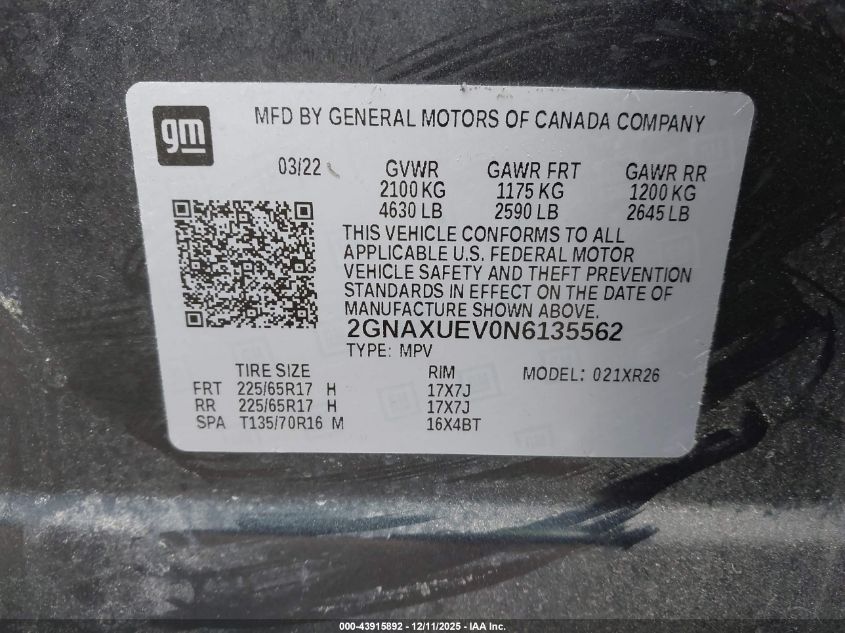 gm
MFD BY GENERAL MOTORS OF CANADA COMPANY
03/22 GVWR GAWR FRT GAWR RR
2100 KG 1175 KG 1200 KG
4630 LB 2590 LB 2645 LB
THIS VEHICLE CONFORMS TO ALL
APPLICABLE U.S. FEDERAL MOTOR
VEHICLE SAFETY AND THEFT PREVENTION
STANDARDS IN EFFECT ON THE DATE OF
MANUFACTURE SHOWN ABOVE.
2GNAXUEV0N6135562
TYPE: MPV
TIRE SIZE RIM MODEL: 021XR26
FRT 225/65R17 H 17X7J
RR 225/65R17 H 17X7J
SPA T135/70R16 M 16X4BT
000-43915892 - 12/11/2025 - IAA Inc.